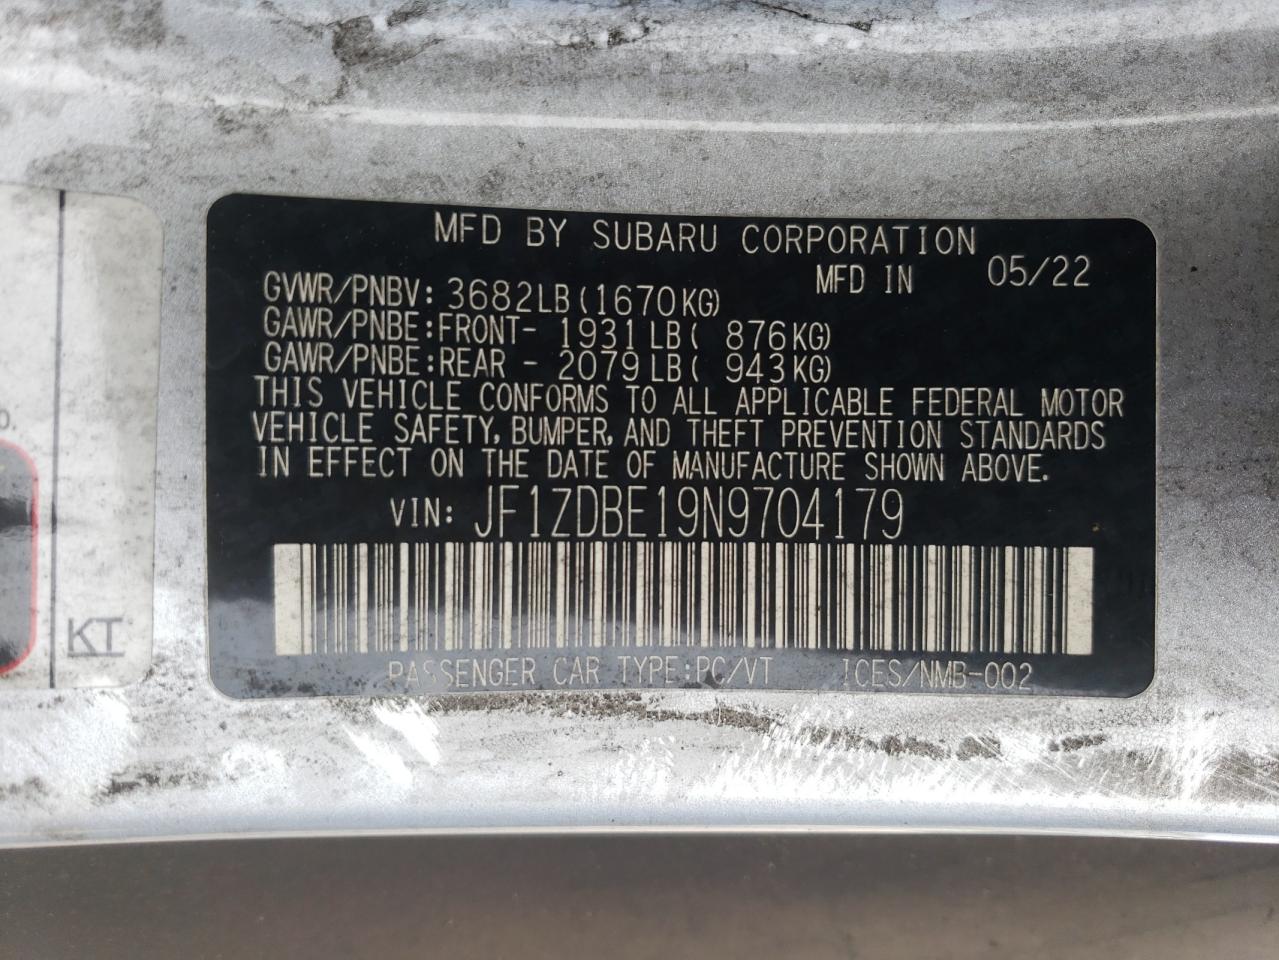 MFD BY SUBARU CORPORATION
MFD IN 05/22
GVWR/PNBV: 3682LB(1670KG)
GAWR/PNBE:FRONT- 1931LB( 876KG)
GAWR/PNBE:REAR - 2079LB( 943KG)
THIS VEHICLE CONFORMS TO ALL APPLICABLE FEDERAL MOTOR
VEHICLE SAFETY, BUMPER, AND THEFT PREVENTION STANDARDS
IN EFFECT ON THE DATE OF MANUFACTURE SHOWN ABOVE.
VIN: JF1ZDBE19N9704179
PASSENGER CAR TYPE:PC/VT ICES/NMB-002
KT